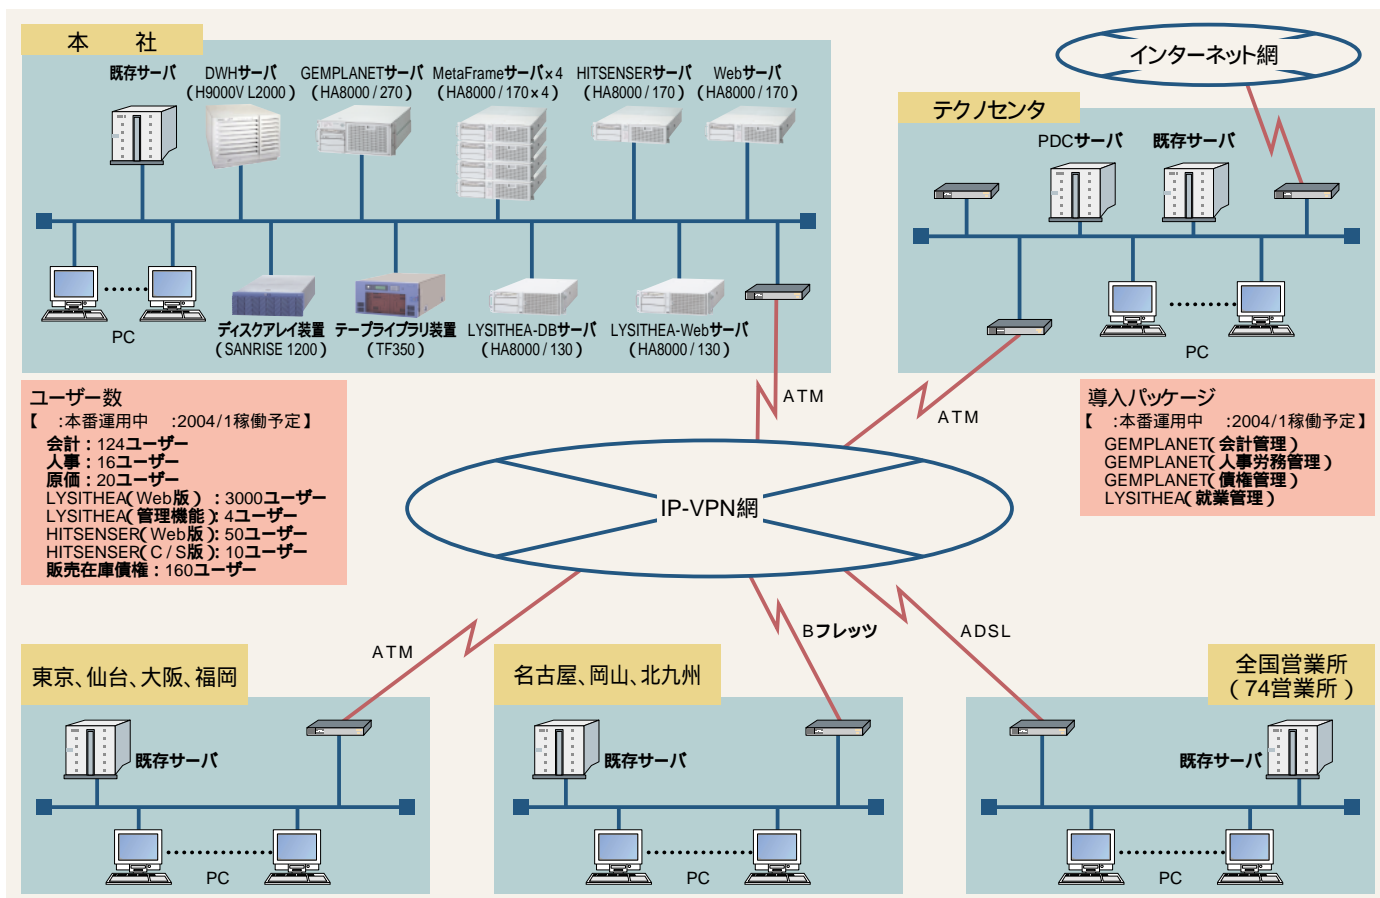 本 社
既存サーバ
DWHサーバ
(H9000V L2000)
GEMPLANETサーバ
(HA8000/270)
MetaFrameサーバ×4
(HA8000/170×4)
HITSENSERサーバ
(HA8000/170)
Webサーバ
(HA8000/170)
PC
ディスクアレイ装置
(SANRISE 1200)
テープライブラリ装置
(TF350)
LYSITHEA-DBサーバ
(HA8000/130)
LYSITHEA-Webサーバ
(HA8000/130)
インターネット網
テクノセンタ
PDCサーバ
既存サーバ
PC
ATM
ATM
ユーザー数
【 :本番運用中 :2004/1稼働予定】
会計:124ユーザー
人事:16ユーザー
原価:20ユーザー
LYSITHEA(Web版):3000ユーザー
LYSITHEA(管理機能):4ユーザー
HITSENSER(Web版):50ユーザー
HITSENSER(C/S版):10ユーザー
販売在庫債権:160ユーザー
導入パッケージ
【 :本番運用中 :2004/1稼働予定】
GEMPLANET(会計管理)
GEMPLANET(人事労務管理)
GEMPLANET(債権管理)
LYSITHEA(就業管理)
IP-VPN網
ATM
Bフレッツ
ADSL
東京、仙台、大阪、福岡
既存サーバ
PC
名古屋、岡山、北九州
既存サーバ
PC
全国営業所
(74営業所)
既存サーバ
PC